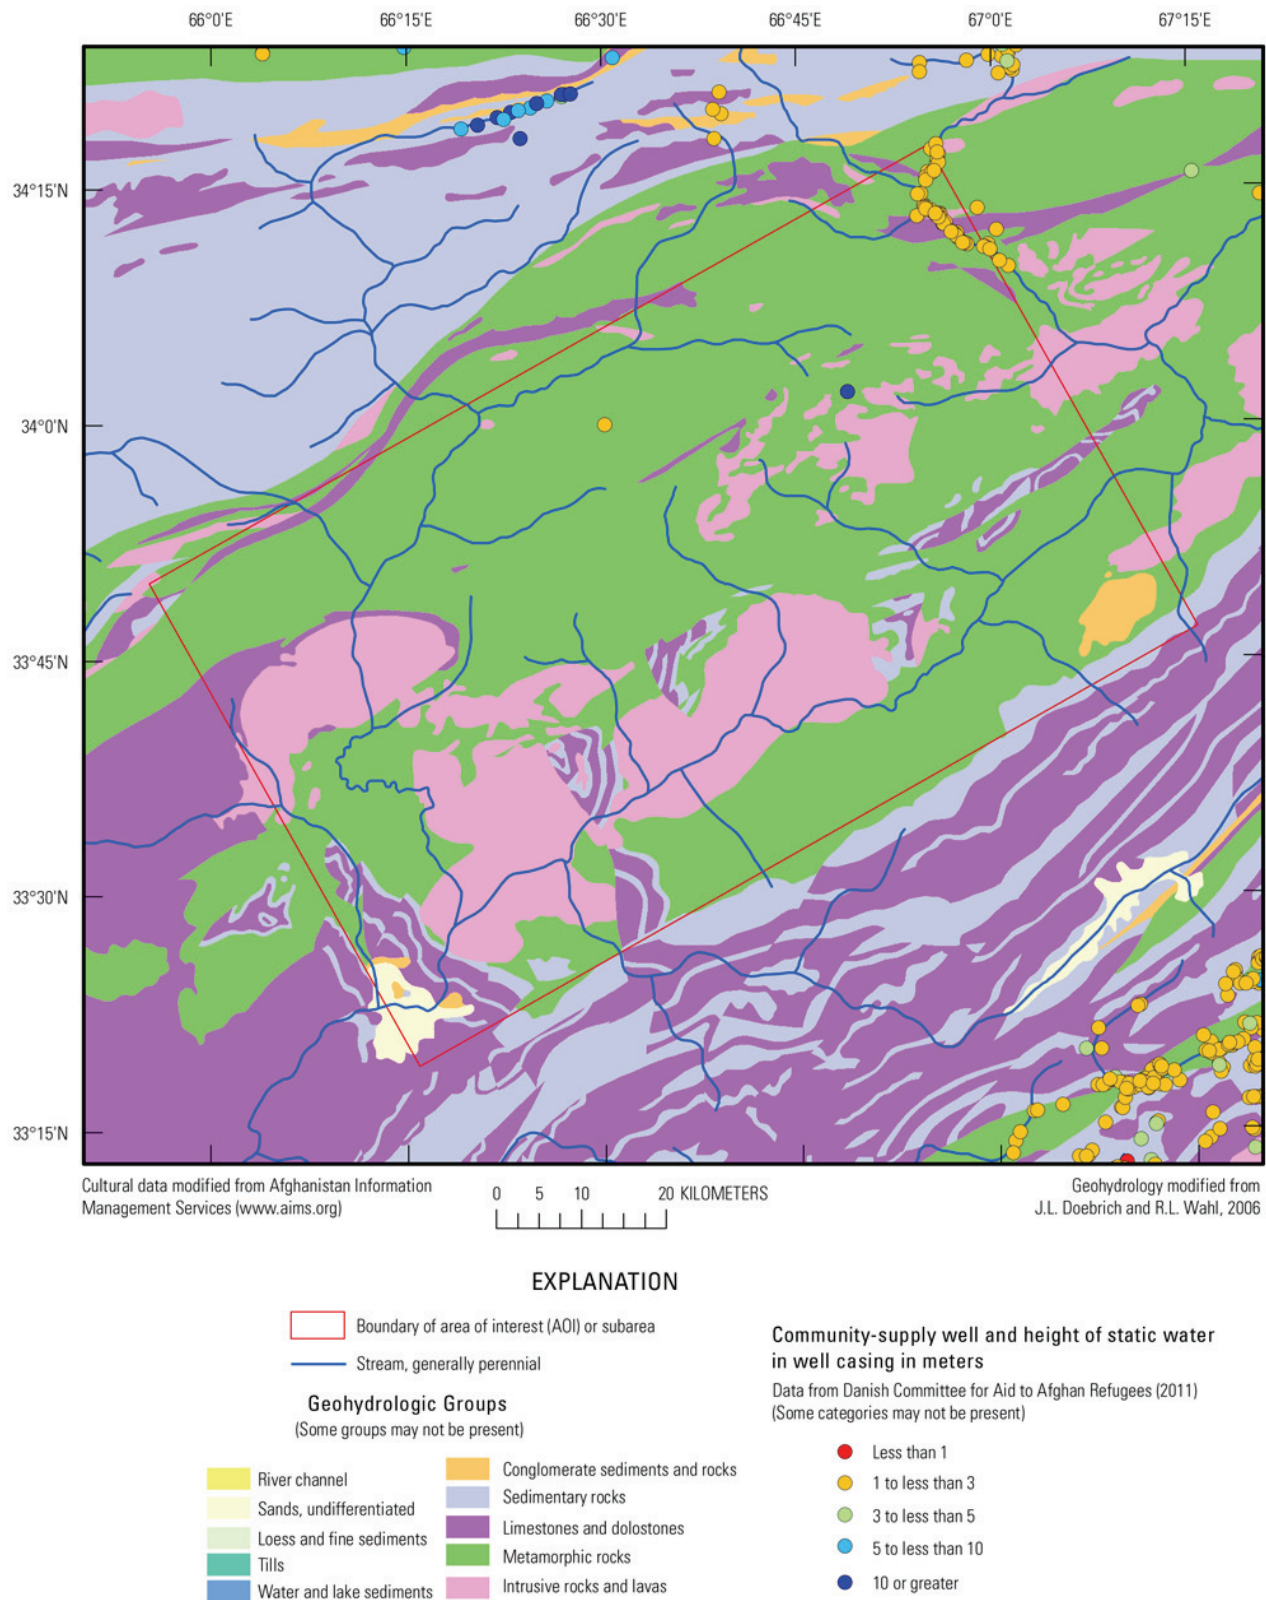 66°0'E 66°15'E 66°30'E 66°45'E 67°0'E 67°15'E
34°15'N
34°0'N
33°45'N
33°30'N
33°15'N
Cultural data modified from Afghanistan Information
Management Services (www.aims.org)
0 5 10 20 KILOMETERS
Geohydrology modified from
J.L. Doebrich and R.L. Wahl, 2006
EXPLANATION
Boundary of area of interest (AOI) or subarea
Stream, generally perennial
Geohydrologic Groups
(Some groups may not be present)
River channel
Sands, undifferentiated
Loess and fine sediments
Tills
Water and lake sediments
Conglomerate sediments and rocks
Sedimentary rocks
Limestones and dolostones
Metamorphic rocks
Intrusive rocks and lavas
Community-supply well and height of static water
in well casing in meters
Data from Danish Committee for Aid to Afghan Refugees (2011)
(Some categories may not be present)
Less than 1
1 to less than 3
3 to less than 5
5 to less than 10
10 or greater